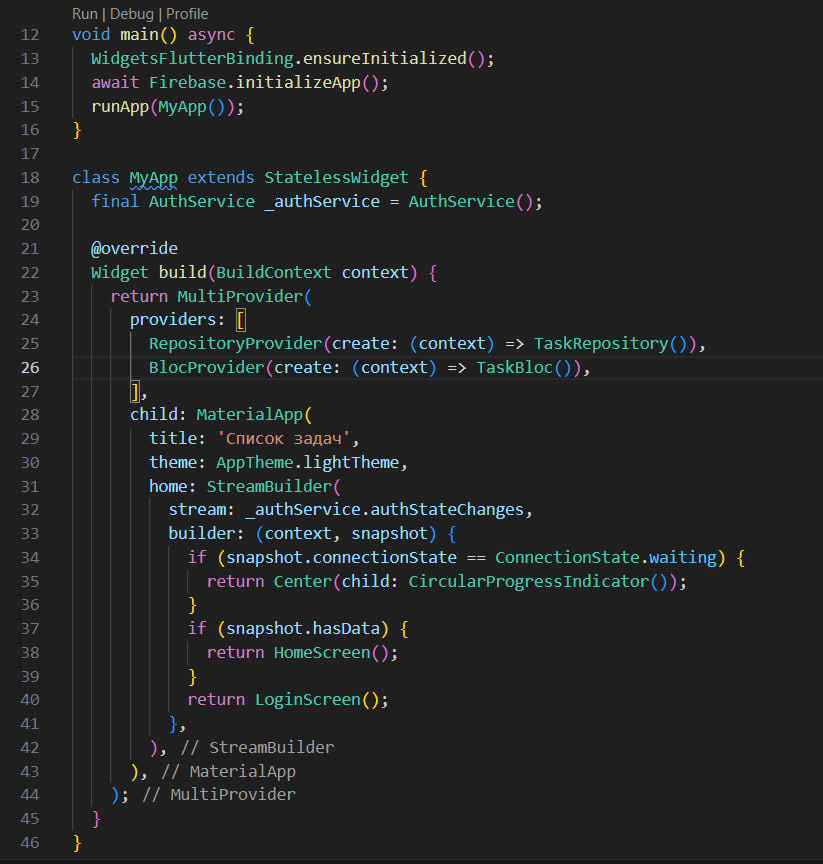 Run | Debug | Profile
12 void main() async {
13   WidgetsFlutterBinding.ensureInitialized();
14   await Firebase.initializeApp();
15   runApp(MyApp());
16 }
17
18 class MyApp extends StatelessWidget {
19   final AuthService _authService = AuthService();
20
21   @override
22   Widget build(BuildContext context) {
23     return MultiProvider(
24       providers: [
25         RepositoryProvider(create: (context) => TaskRepository()),
26         BlocProvider(create: (context) => TaskBloc()),
27       ],
28       child: MaterialApp(
29         title: 'Список задач',
30         theme: AppTheme.lightTheme,
31         home: StreamBuilder(
32           stream: _authService.authStateChanges,
33           builder: (context, snapshot) {
34             if (snapshot.connectionState == ConnectionState.waiting) {
35               return Center(child: CircularProgressIndicator());
36             }
37             if (snapshot.hasData) {
38               return HomeScreen();
39             }
40             return LoginScreen();
41           },
42         ), // StreamBuilder
43       ), // MaterialApp
44     ); // MultiProvider
45   }
46 }